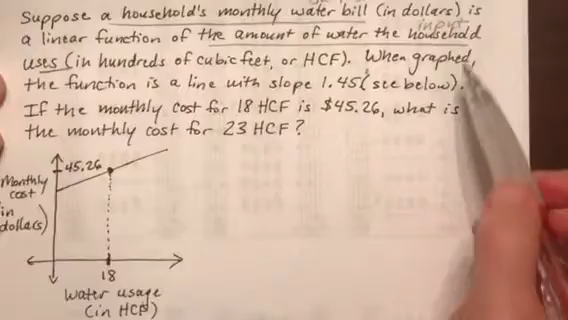 Suppose a household's monthly water bill (in dollars) is
input
a linear function of the amount of water the household
uses (in hundreds of cubic feet, or HCF). When graphed,
the function is a line with slope 1.45 (see below).
If the monthly cost for 18 HCF is $45.26, what is
the monthly cost for 23 HCF?
45.26
Monthly
cost
(in
dollars)
18
Water usage
(in HCF)